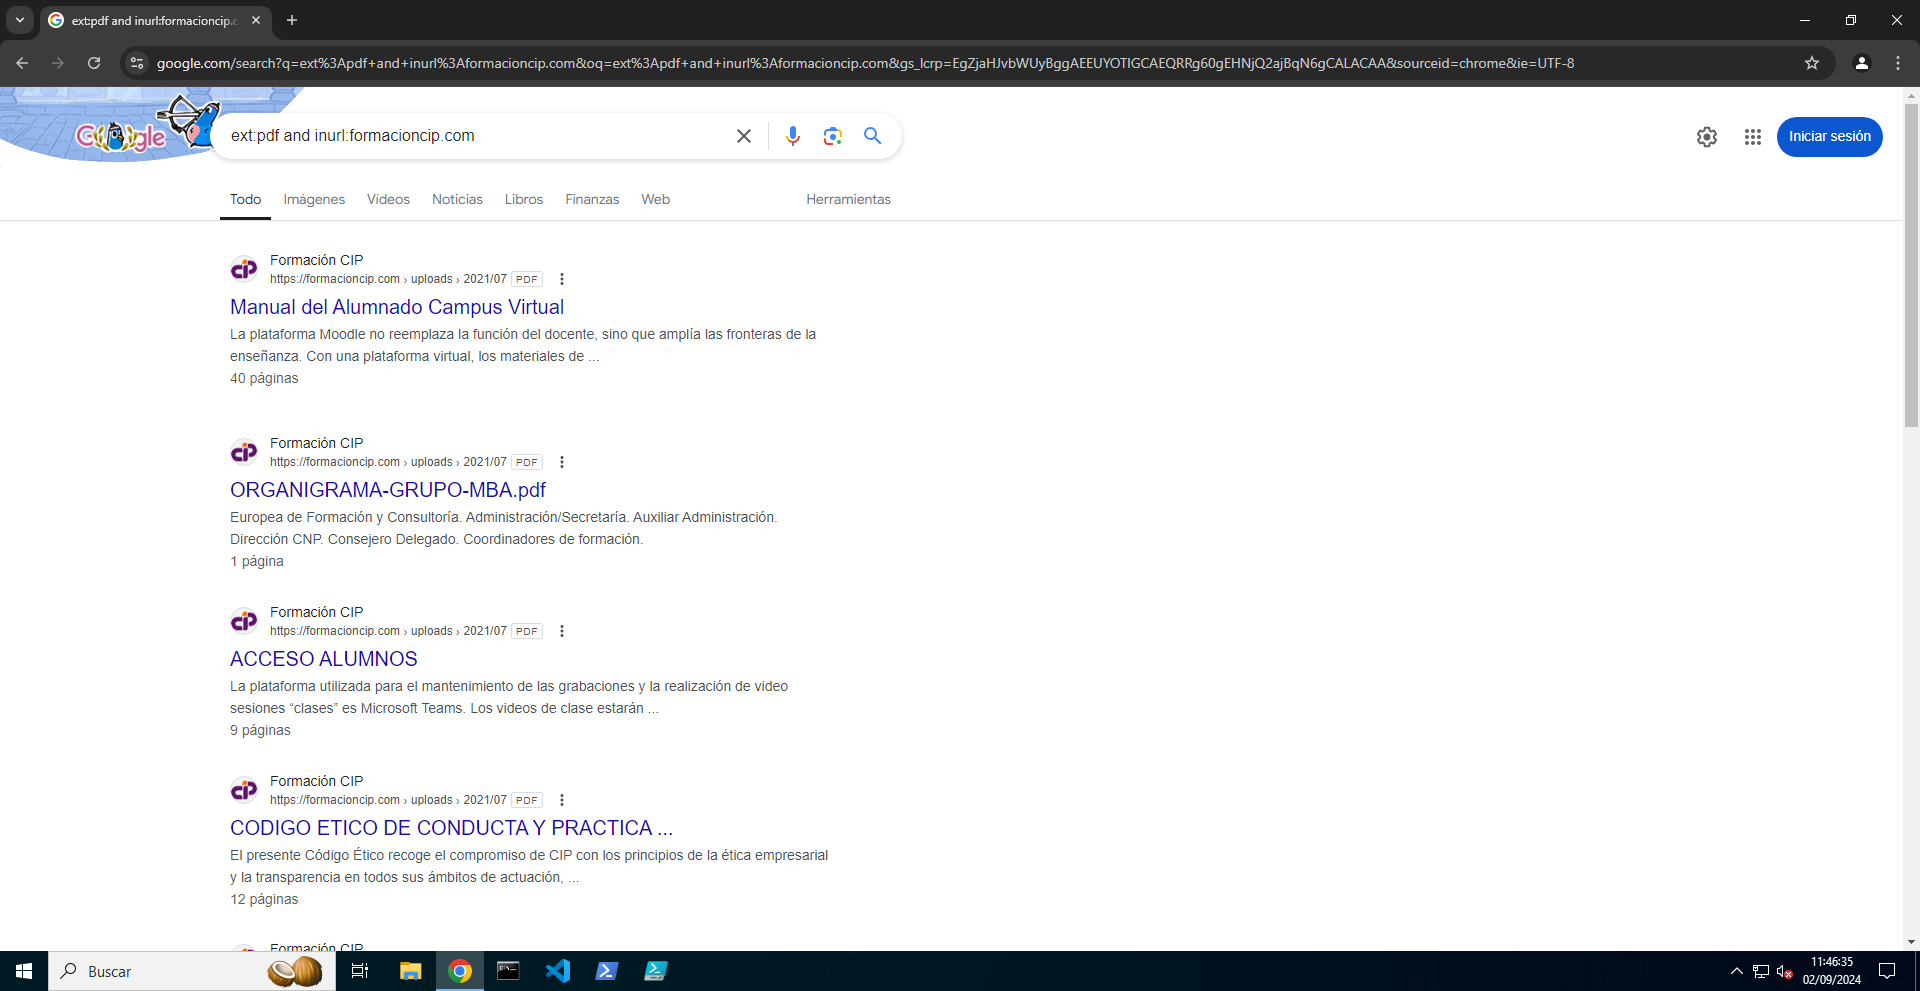 ext:pdf and inurl:formacioncip.c
google.com/search?q=ext%3Apdf+and+inurl%3Aformacioncip.com&oq=ext%3Apdf+and+inurl%3Aformacioncip.com&gs_lcrp=EgZjaHJvbWUyBggAEEUYOTIGCAEQRRg60gEHNjQ2ajBqN6gCALACAA&sourceid=chrome&ie=UTF-8
Google
ext:pdf and inurl:formacioncip.com
Iniciar sesión
Todo Imágenes Vídeos Noticias Libros Finanzas Web Herramientas
Formación CIP
https://formacioncip.com › uploads › 2021/07 PDF
Manual del Alumnado Campus Virtual
La plataforma Moodle no reemplaza la función del docente, sino que amplía las fronteras de la
enseñanza. Con una plataforma virtual, los materiales de ...
40 páginas
Formación CIP
https://formacioncip.com › uploads › 2021/07 PDF
ORGANIGRAMA-GRUPO-MBA.pdf
Europea de Formación y Consultoría. Administración/Secretaría. Auxiliar Administración.
Dirección CNP. Consejero Delegado. Coordinadores de formación.
1 página
Formación CIP
https://formacioncip.com › uploads › 2021/07 PDF
ACCESO ALUMNOS
La plataforma utilizada para el mantenimiento de las grabaciones y la realización de video
sesiones “clases” es Microsoft Teams. Los videos de clase estarán ...
9 páginas
Formación CIP
https://formacioncip.com › uploads › 2021/07 PDF
CODIGO ETICO DE CONDUCTA Y PRACTICA ...
El presente Código Ético recoge el compromiso de CIP con los principios de la ética empresarial
y la transparencia en todos sus ámbitos de actuación, ...
12 páginas
Formación CIP
Buscar
11:46:35
02/09/2024